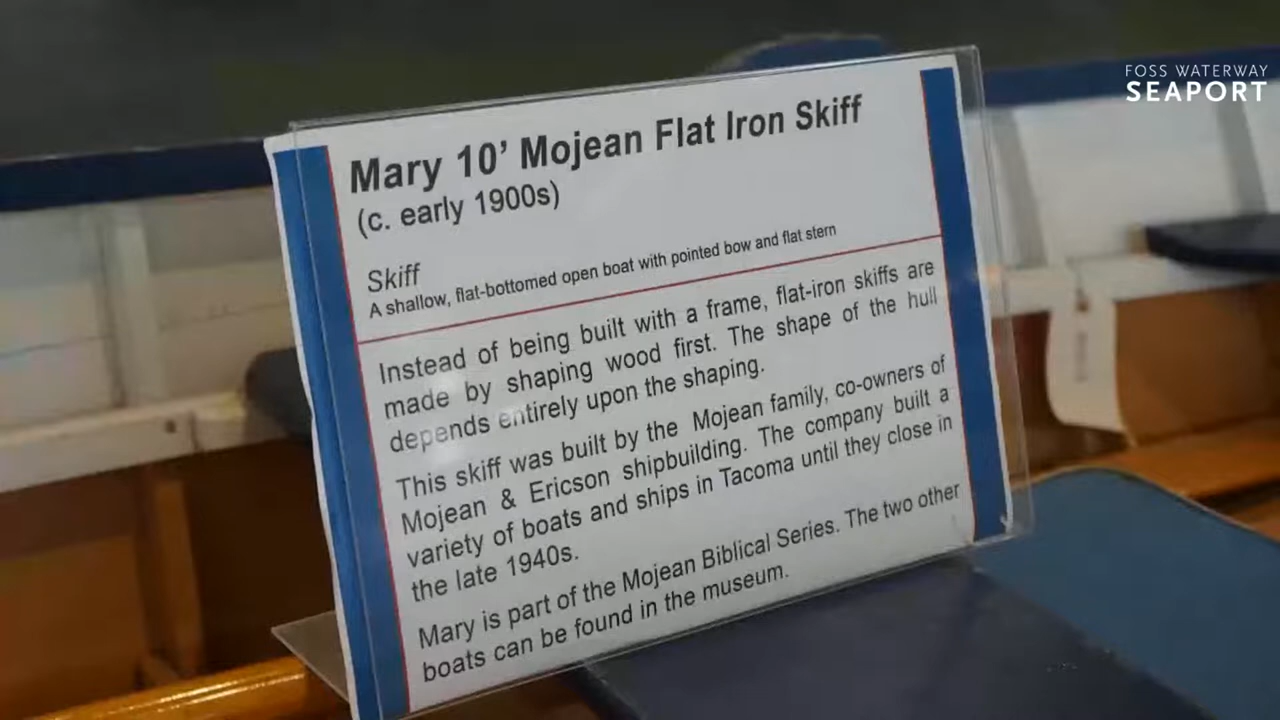 FOSS WATERWAY
SEAPORT
Mary 10’ Mojean Flat Iron Skiff
(c. early 1900s)
Skiff
A shallow, flat-bottomed open boat with pointed bow and flat stern
Instead of being built with a frame, flat-iron skiffs are
made by shaping wood first. The shape of the hull
depends entirely upon the shaping.
This skiff was built by the Mojean family, co-owners of
Mojean & Ericson shipbuilding. The company built a
variety of boats and ships in Tacoma until they close in
the late 1940s.
Mary is part of the Mojean Biblical Series. The two other
boats can be found in the museum.